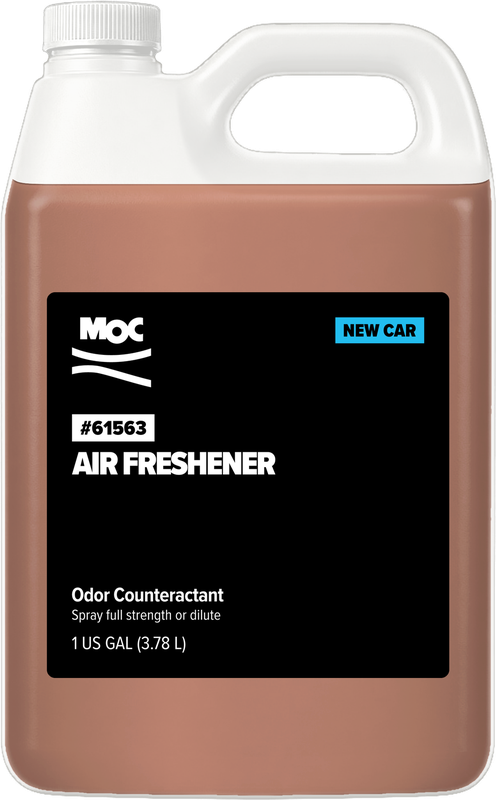 MOC
NEW CAR
#61563
AIR FRESHENER
Odor Counteractant
Spray full strength or dilute
1 US GAL (3.78 L)